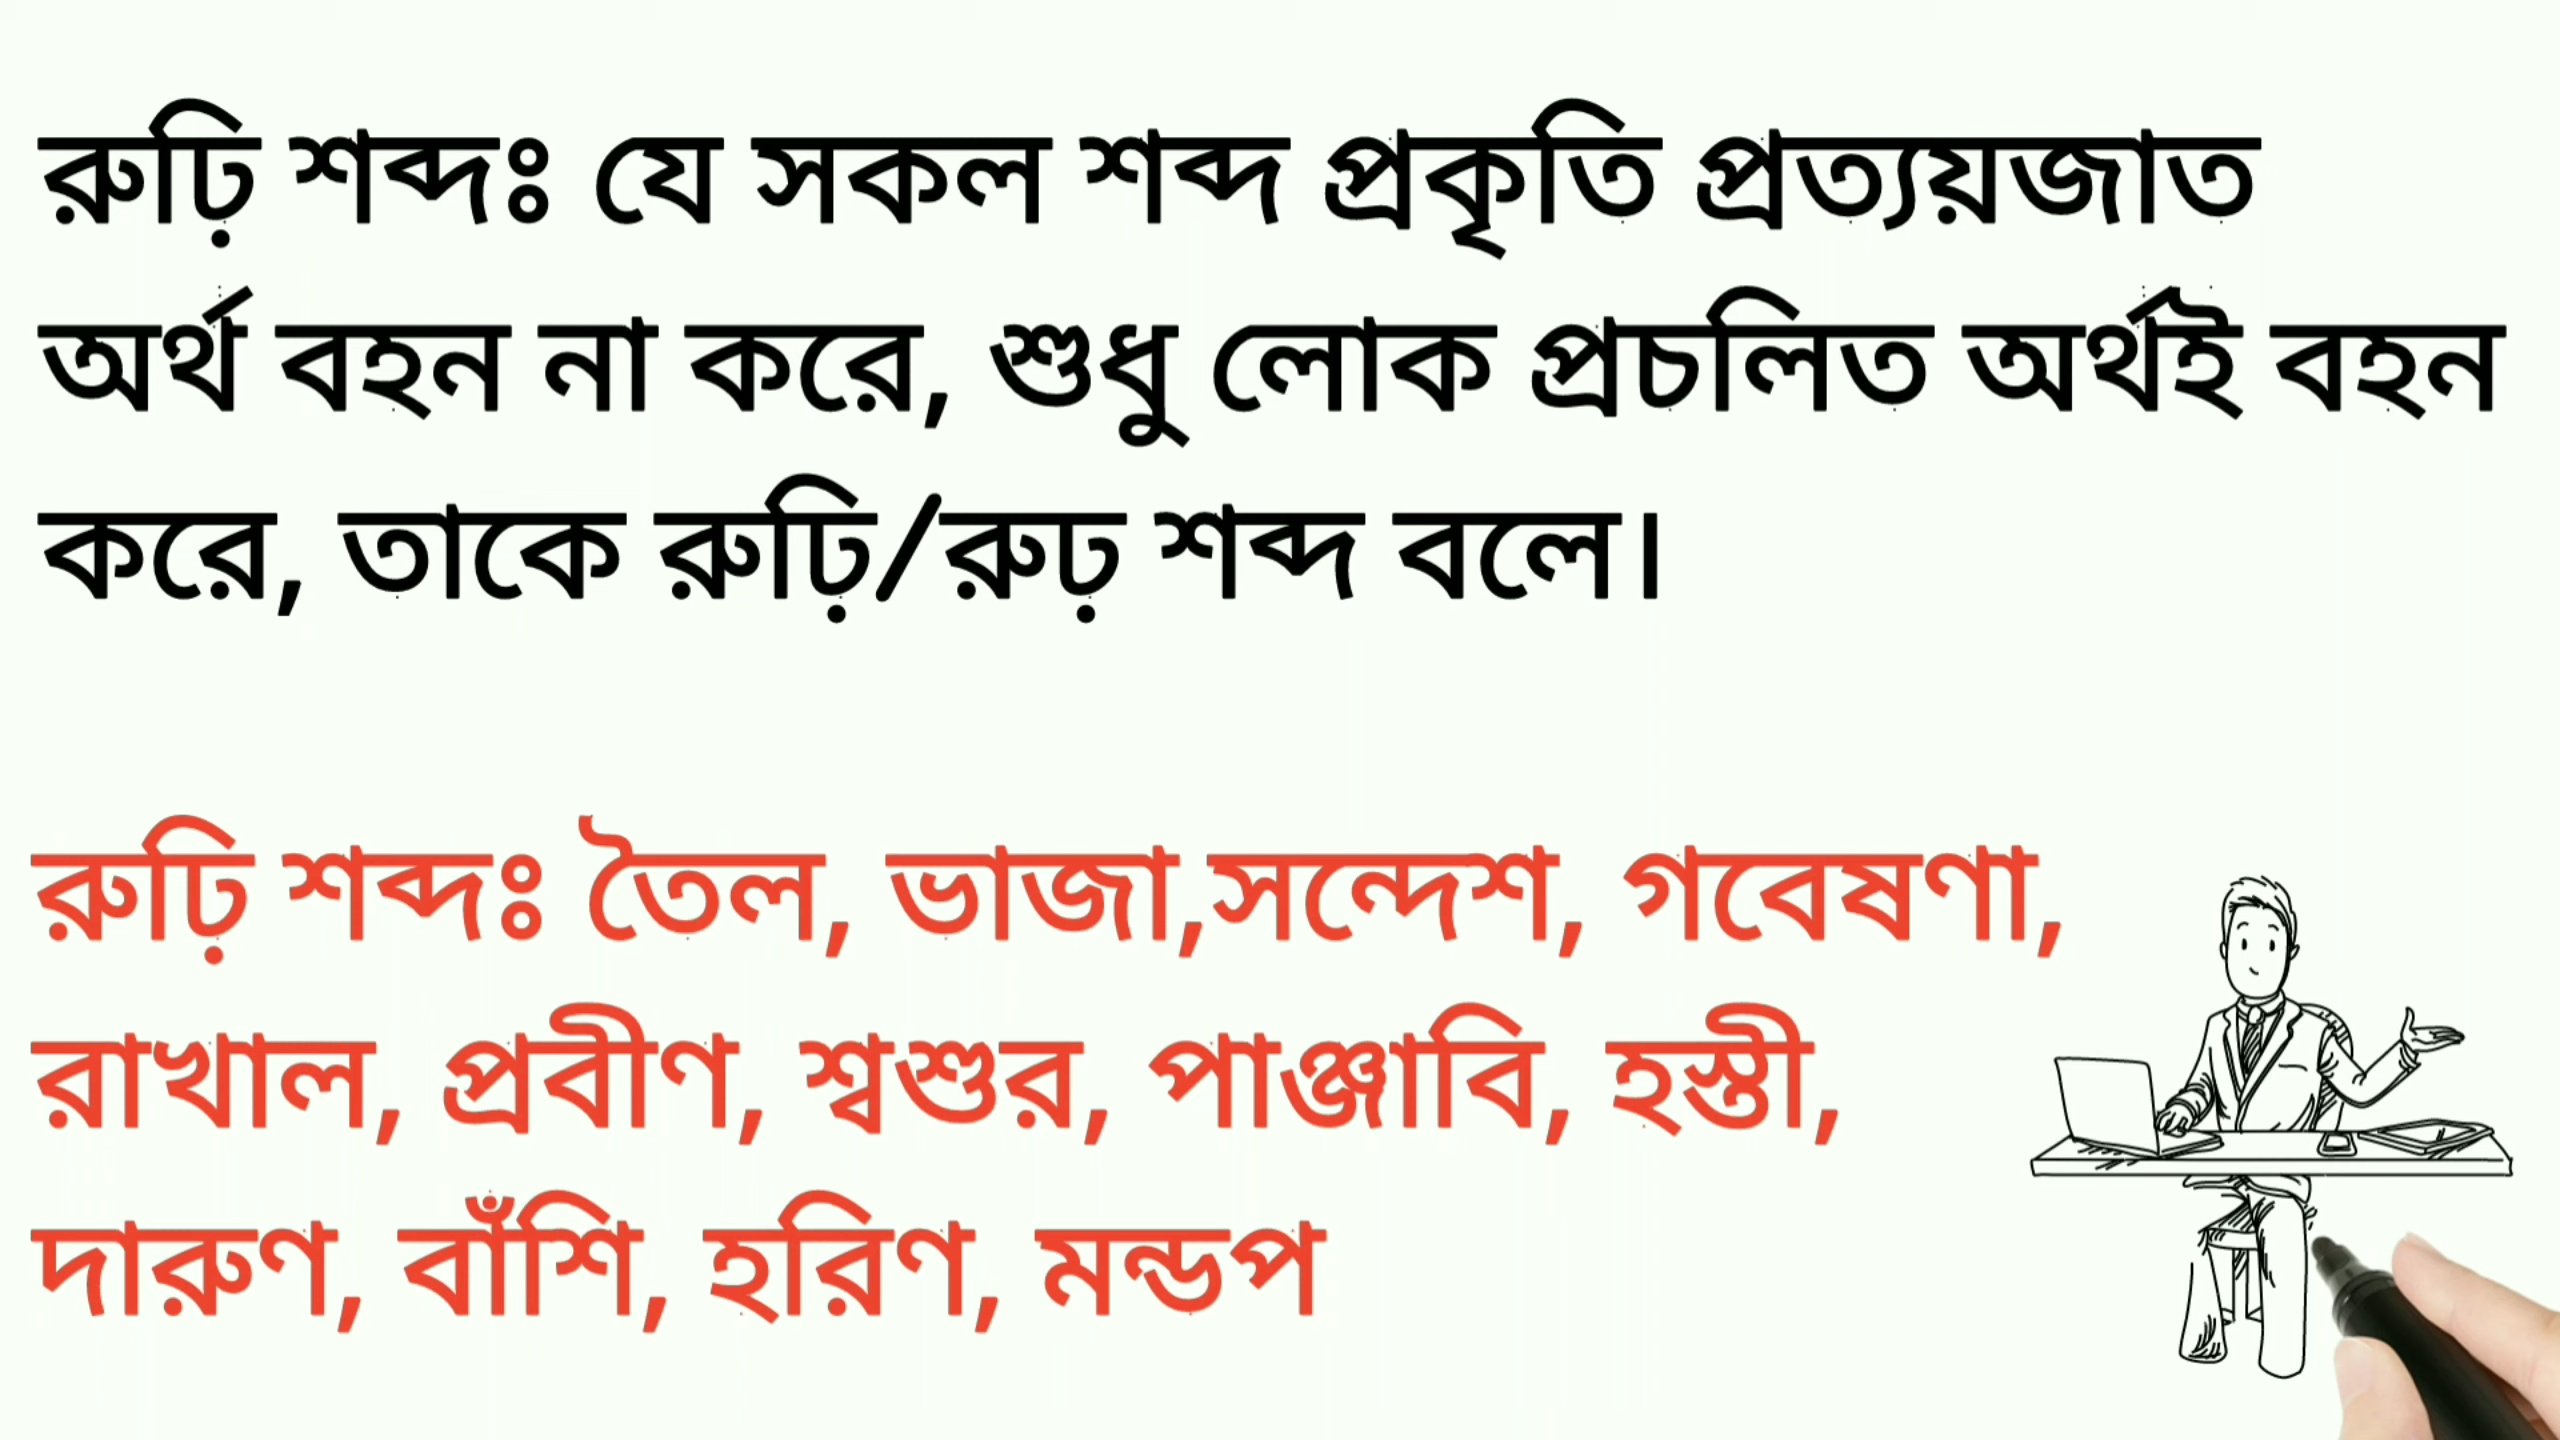 রুঢ়ি শব্দঃ যে সকল শব্দ প্রকৃতি প্রত্যয়জাত
অর্থ বহন না করে, শুধু লোক প্রচলিত অর্থই বহন
করে, তাকে রুঢ়ি/রুঢ় শব্দ বলে।
রুঢ়ি শব্দঃ তৈল, ভাজা,সন্দেশ, গবেষণা,
রাখাল, প্রবীণ, শ্বশুর, পাঞ্জাবি, হস্তী,
দারুণ, বাঁশি, হরিণ, মন্ডপ